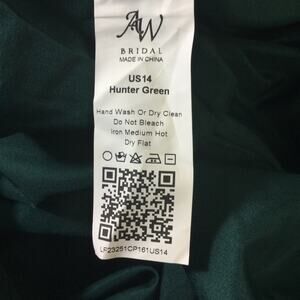 AW
BRIDAL
MADE IN CHINA
US14
Hunter Green
Hand Wash Or Dry Clean
Do Not Bleach
Iron Medium Hot
Dry Flat
LF23251CP161US14